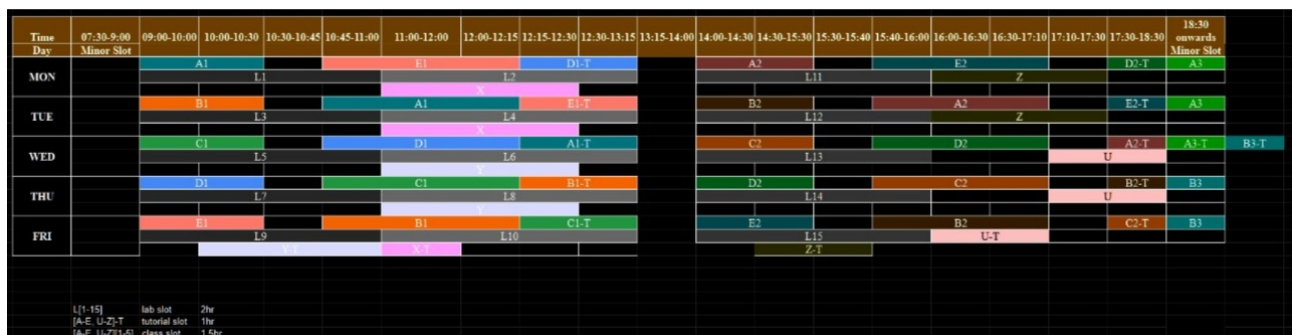 Time 07:30-9:00 09:00-10:00 10:00-10:30 10:30-10:45 10:45-11:00 11:00-12:00 12:00-12:15 12:15-12:30 12:30-13:15 13:15-14:00 14:00-14:30 14:30-15:30 15:30-15:40 15:40-16:00 16:00-16:30 16:30-17:10 17:10-17:30 17:30-18:30 18:30 onwards
Day Minor Slot Minor Slot
A1 E1 D1-T A2 E2 D2-T A3
MON L1 L2 L11 Z
X
B1 A1 E1-T B2 A2 E2-T A3
TUE L3 L4 L12 Z
X
C1 D1 A1-T C2 D2 A2-T A3-T B3-T
WED L5 L6 L13 U
Y
D1 C1 B1-T D2 C2 B2-T B3
THU L7 L8 L14 U
Y
E1 B1 C1-T E2 B2 C2-T B3
FRI L9 L10 L15 U-T
Y-T X-T Z-T
L[1-15] lab slot 2hr
[A-E, U-Z]-T tutorial slot 1hr
[A-E, U-Z][1-5] class slot 1.5hr